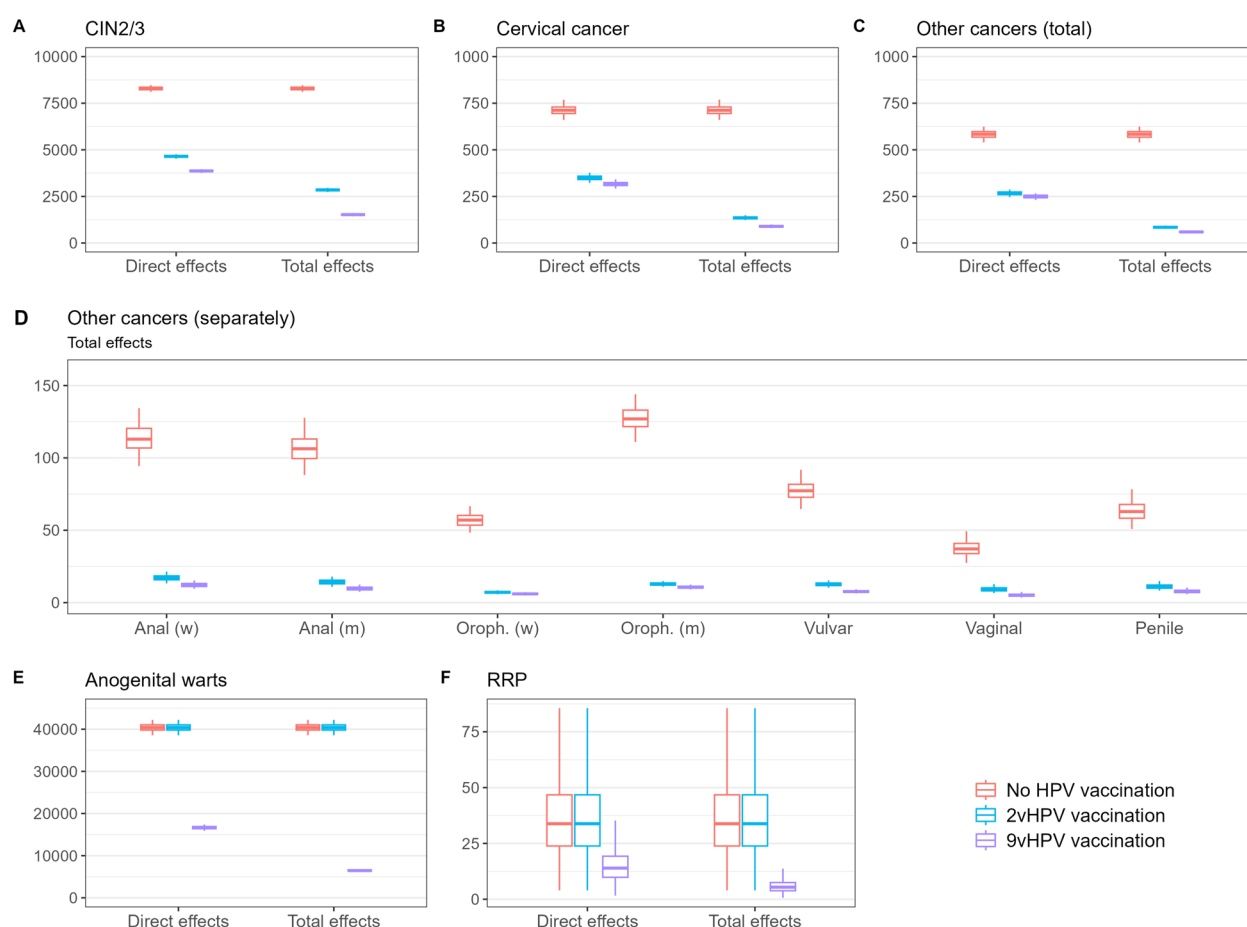 A CIN2/3
10000
7500
5000
2500
0
Direct effects Total effects
B Cervical cancer
1000
750
500
250
0
Direct effects Total effects
C Other cancers (total)
1000
750
500
250
0
Direct effects Total effects
D Other cancers (separately)
Total effects
150
100
50
0
Anal (w) Anal (m) Oroph. (w) Oroph. (m) Vulvar Vaginal Penile
E Anogenital warts
40000
30000
20000
10000
0
Direct effects Total effects
F RRP
75
50
25
0
Direct effects Total effects
No HPV vaccination
2vHPV vaccination
9vHPV vaccination